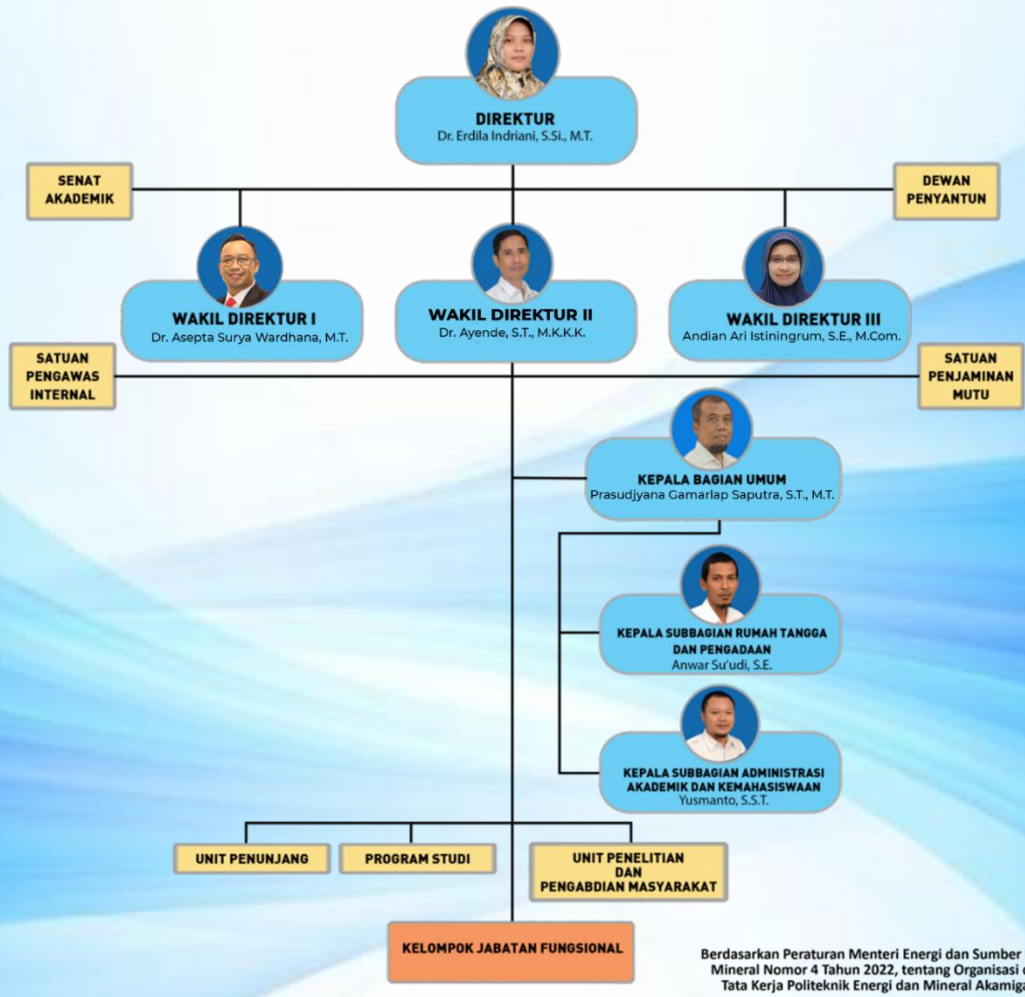 DIREKTUR
Dr. Erdila Indriani, S.Si., M.T.
SENAT
AKADEMIK
DEWAN
PENYANTUN
WAKIL DIREKTUR I
Dr. Asepta Surya Wardhana, M.T.
WAKIL DIREKTUR II
Dr. Ayende, S.T., M.K.K.K.
WAKIL DIREKTUR III
Andian Ari Istiningrum, S.E., M.Com.
SATUAN
PENGAWAS
INTERNAL
SATUAN
PENJAMINAN
MUTU
KEPALA BAGIAN UMUM
Prasudjyana Gamarlap Saputra, S.T., M.T.
KEPALA SUBBAGIAN RUMAH TANGGA
DAN PENGADAAN
Anwar Su'udi, S.E.
KEPALA SUBBAGIAN ADMINISTRASI
AKADEMIK DAN KEMAHASISWAAN
Yusmanto, S.S.T.
UNIT PENUNJANG
PROGRAM STUDI
UNIT PENELITIAN
DAN
PENGABDIAN MASYARAKAT
KELOMPOK JABATAN FUNGSIONAL
Berdasarkan Peraturan Menteri Energi dan Sumber
Mineral Nomor 4 Tahun 2022, tentang Organisasi
Tata Kerja Politeknik Energi dan Mineral Akamiga